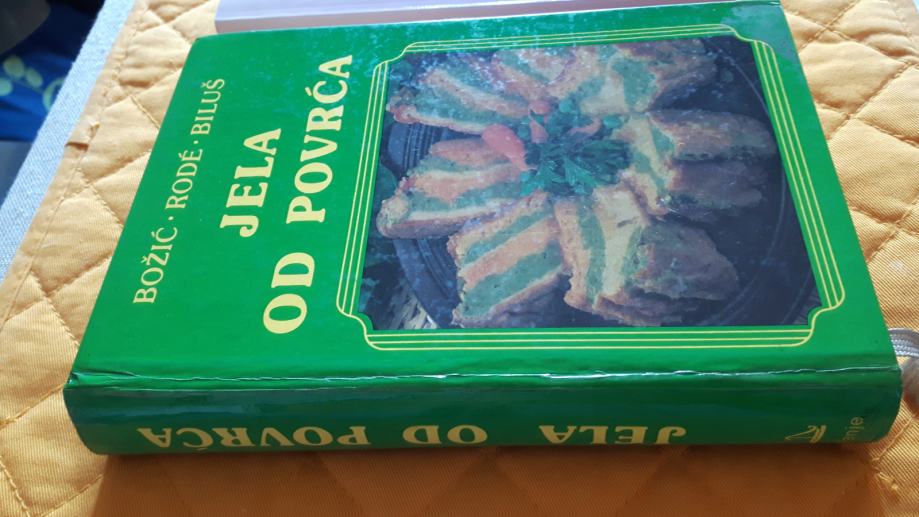 BOŽIĆ · RODÉ · BILUŠ
JELA
OD POVRĆA
JELA OD POVRĆA